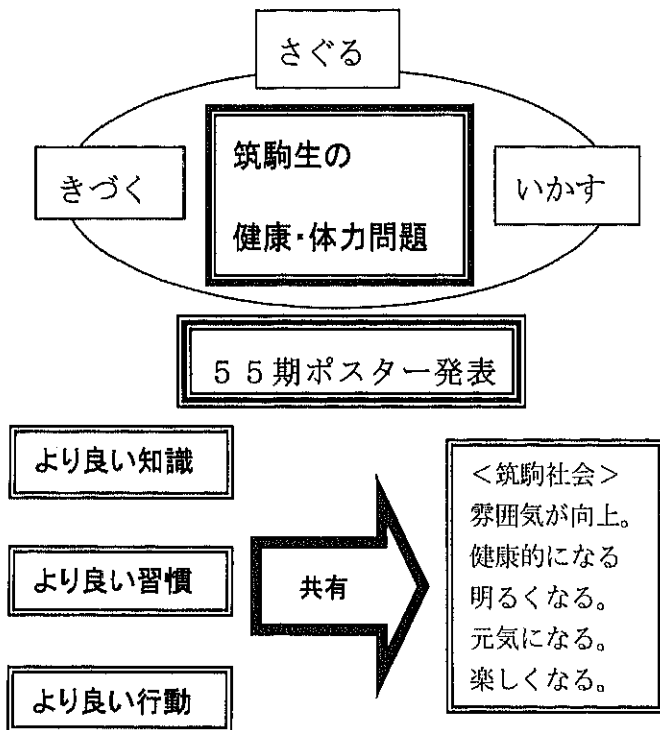 さぐる
きづく
筑駒生の
健康・体力問題
いかす
５５期ポスター発表
より良い知識
より良い習慣
より良い行動
共有
＜筑駒社会＞
雰囲気が向上。
健康的になる
明るくなる。
元気になる。
楽しくなる。